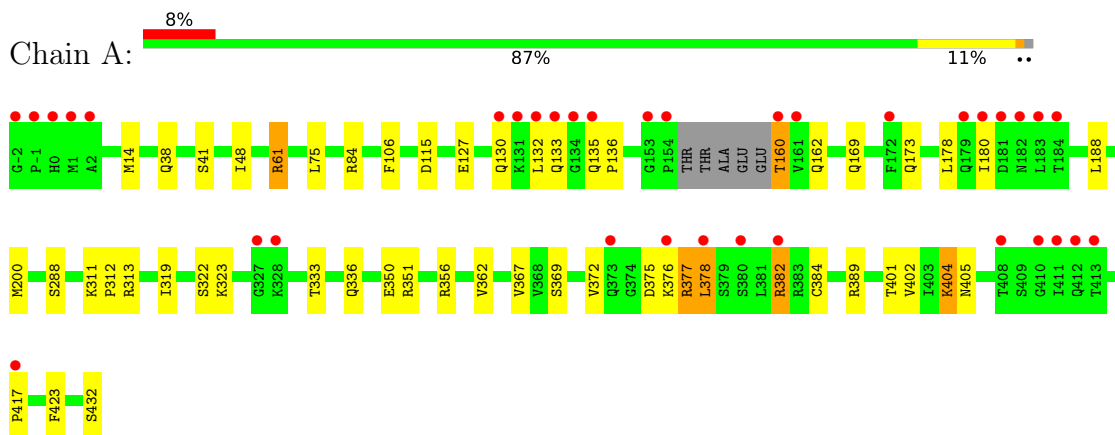 8%
Chain A:
87% 11% ••
G-2 P-1 H0 M1 A2 M14 Q38 S41 I48 R61 L75 R84 F106 D115 E127 Q130 K131 L132 Q133 G134 Q135 P136 G153 P154 THR THR ALA GLU GLU T160 V161 Q162 Q169 F172 Q173 L178 Q179 I180 D181 N182 L183 T184 L188
M200 S288 K311 P312 R313 I319 S322 K323 G327 K328 T333 Q336 E350 R351 R356 V362 V367 V368 S369 V372 Q373 G374 D375 K376 R377 L378 S379 S380 L381 R382 R383 C384 R389 T401 V402 I403 K404 N405 T408 S409 G410 I411 Q412 T413
P417 F423 S432